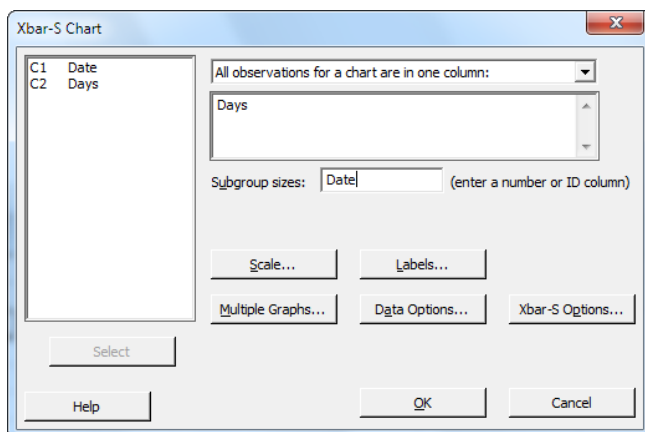 Xbar-S Chart
C1 Date
C2 Days
All observations for a chart are in one column:
Days
Subgroup sizes: Date (enter a number or ID column)
Scale... Labels...
Multiple Graphs... Data Options... Xbar-S Options...
Select
Help OK Cancel